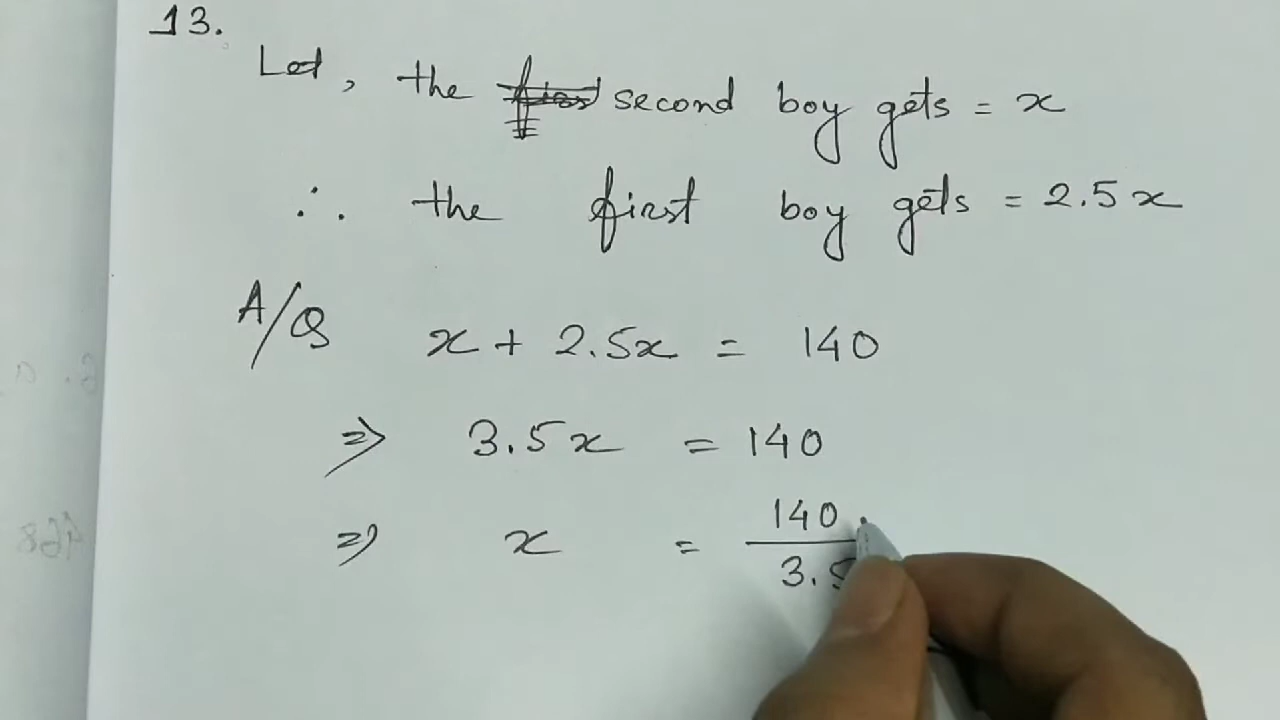 13.
Let, the first second boy gets = x
∴ the first boy gets = 2.5x
A/Q x + 2.5x = 140
⇒ 3.5x = 140
⇒ x = 140 / 3.5